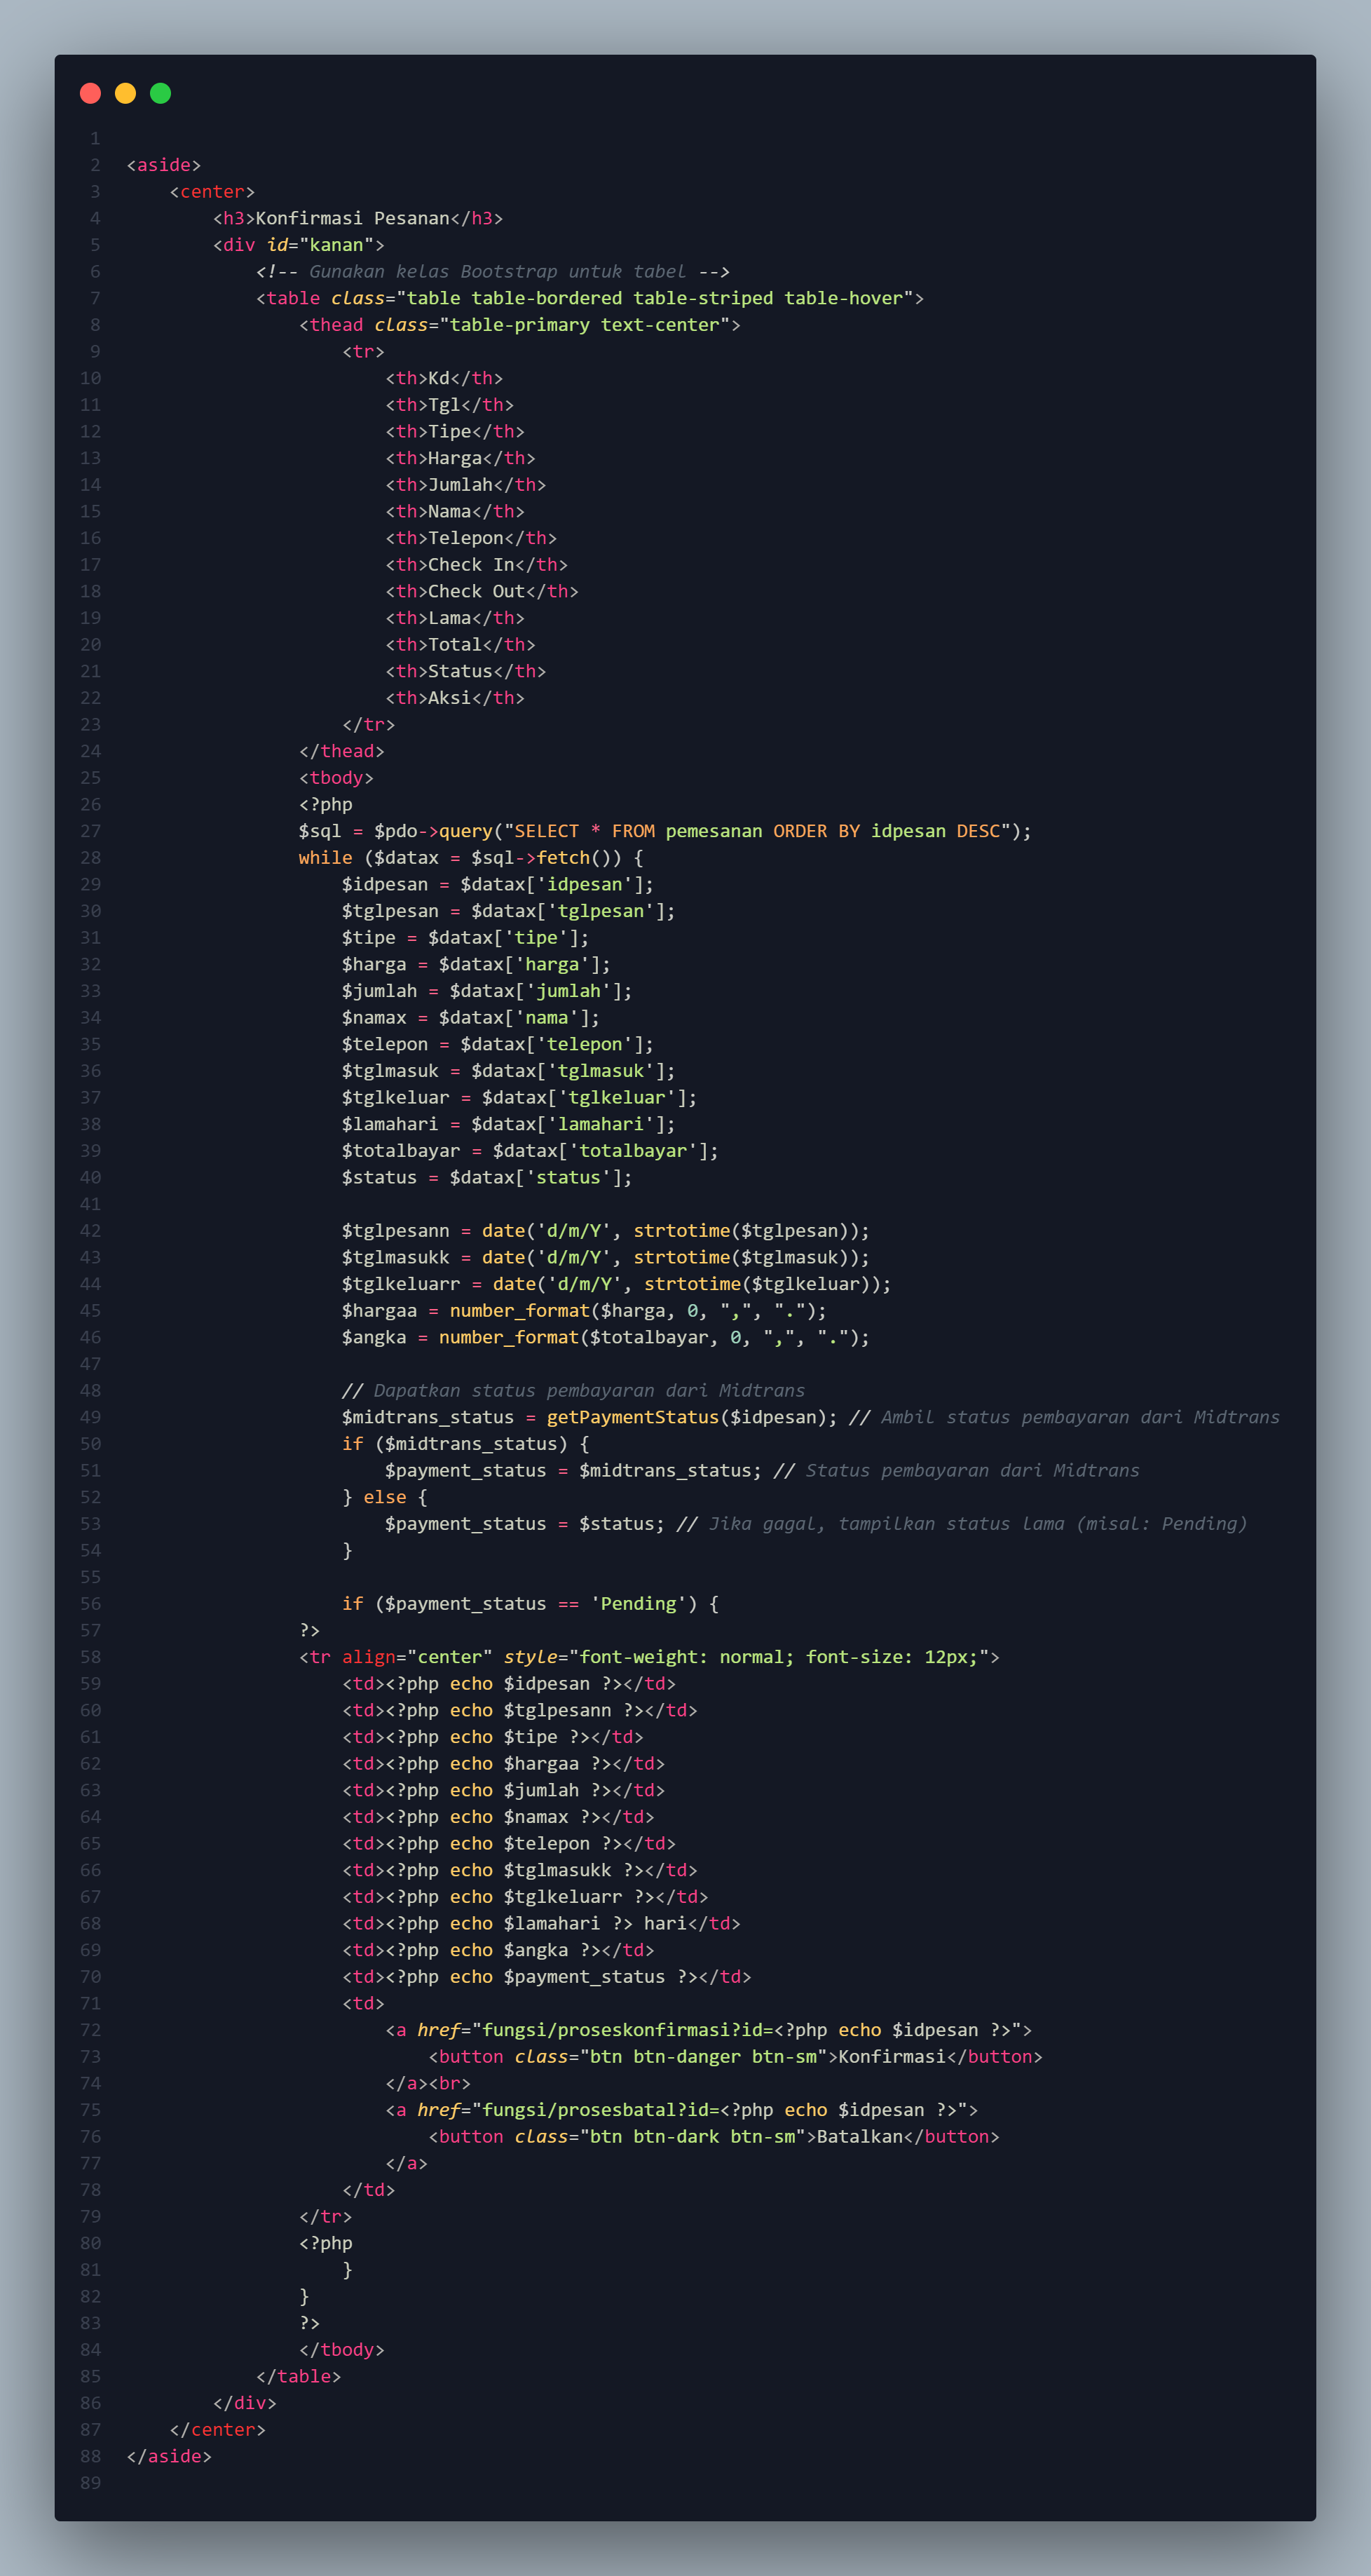 1
2 <aside>
3     <center>
4         <h3>Konfirmasi Pesanan</h3>
5         <div id="kanan">
6             <!-- Gunakan kelas Bootstrap untuk tabel -->
7             <table class="table table-bordered table-striped table-hover">
8                 <thead class="table-primary text-center">
9                     <tr>
10                         <th>Kd</th>
11                         <th>Tgl</th>
12                         <th>Tipe</th>
13                         <th>Harga</th>
14                         <th>Jumlah</th>
15                         <th>Nama</th>
16                         <th>Telepon</th>
17                         <th>Check In</th>
18                         <th>Check Out</th>
19                         <th>Lama</th>
20                         <th>Total</th>
21                         <th>Status</th>
22                         <th>Aksi</th>
23                     </tr>
24                 </thead>
25                 <tbody>
26                 <?php
27                 $sql = $pdo->query("SELECT * FROM pemesanan ORDER BY idpesan DESC");
28                 while ($datax = $sql->fetch()) {
29                     $idpesan = $datax['idpesan'];
30                     $tglpesan = $datax['tglpesan'];
31                     $tipe = $datax['tipe'];
32                     $harga = $datax['harga'];
33                     $jumlah = $datax['jumlah'];
34                     $namax = $datax['nama'];
35                     $telepon = $datax['telepon'];
36                     $tglmasuk = $datax['tglmasuk'];
37                     $tglkeluar = $datax['tglkeluar'];
38                     $lamahari = $datax['lamahari'];
39                     $totalbayar = $datax['totalbayar'];
40                     $status = $datax['status'];
41
42                     $tglpesann = date('d/m/Y', strtotime($tglpesan));
43                     $tglmasukk = date('d/m/Y', strtotime($tglmasuk));
44                     $tglkeluarr = date('d/m/Y', strtotime($tglkeluar));
45                     $hargaa = number_format($harga, 0, ",", ".");
46                     $angka = number_format($totalbayar, 0, ",", ".");
47
48                     // Dapatkan status pembayaran dari Midtrans
49                     $midtrans_status = getPaymentStatus($idpesan); // Ambil status pembayaran dari Midtrans
50                     if ($midtrans_status) {
51                         $payment_status = $midtrans_status; // Status pembayaran dari Midtrans
52                     } else {
53                         $payment_status = $status; // Jika gagal, tampilkan status lama (misal: Pending)
54                     }
55
56                     if ($payment_status == 'Pending') {
57                 ?>
58                 <tr align="center" style="font-weight: normal; font-size: 12px;">
59                     <td><?php echo $idpesan ?></td>
60                     <td><?php echo $tglpesann ?></td>
61                     <td><?php echo $tipe ?></td>
62                     <td><?php echo $hargaa ?></td>
63                     <td><?php echo $jumlah ?></td>
64                     <td><?php echo $namax ?></td>
65                     <td><?php echo $telepon ?></td>
66                     <td><?php echo $tglmasukk ?></td>
67                     <td><?php echo $tglkeluarr ?></td>
68                     <td><?php echo $lamahari ?> hari</td>
69                     <td><?php echo $angka ?></td>
70                     <td><?php echo $payment_status ?></td>
71                     <td>
72                         <a href="fungsi/proseskonfirmasi?id=<?php echo $idpesan ?>">
73                             <button class="btn btn-danger btn-sm">Konfirmasi</button>
74                         </a><br>
75                         <a href="fungsi/prosesbatal?id=<?php echo $idpesan ?>">
76                             <button class="btn btn-dark btn-sm">Batalkan</button>
77                         </a>
78                     </td>
79                 </tr>
80                 <?php
81                     }
82                 }
83                 ?>
84                 </tbody>
85             </table>
86         </div>
87     </center>
88 </aside>
89